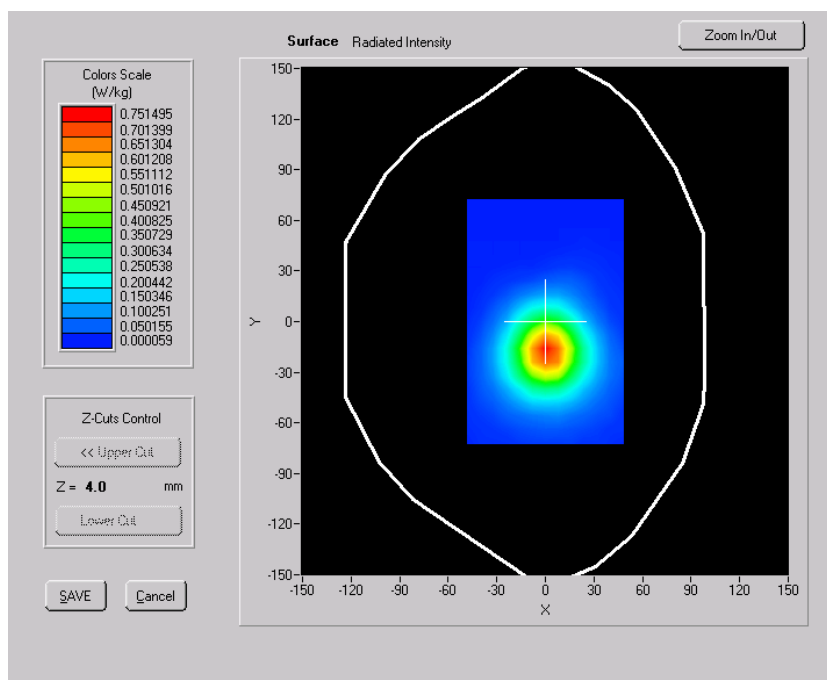 Surface Radiated Intensity
Zoom In/Out
Colors Scale
(W/kg)
0.751495
0.701399
0.651304
0.601208
0.551112
0.501016
0.450921
0.400825
0.350729
0.300634
0.250538
0.200442
0.150346
0.100251
0.050155
0.000059
Z-Cuts Control
<< Upper Cut
Z = 4.0 mm
Lower Cut
SAVE
Cancel
150
120
90
60
30
0
-30
-60
-90
-120
-150
Y
-150 -120 -90 -60 -30 0 30 60 90 120 150
X